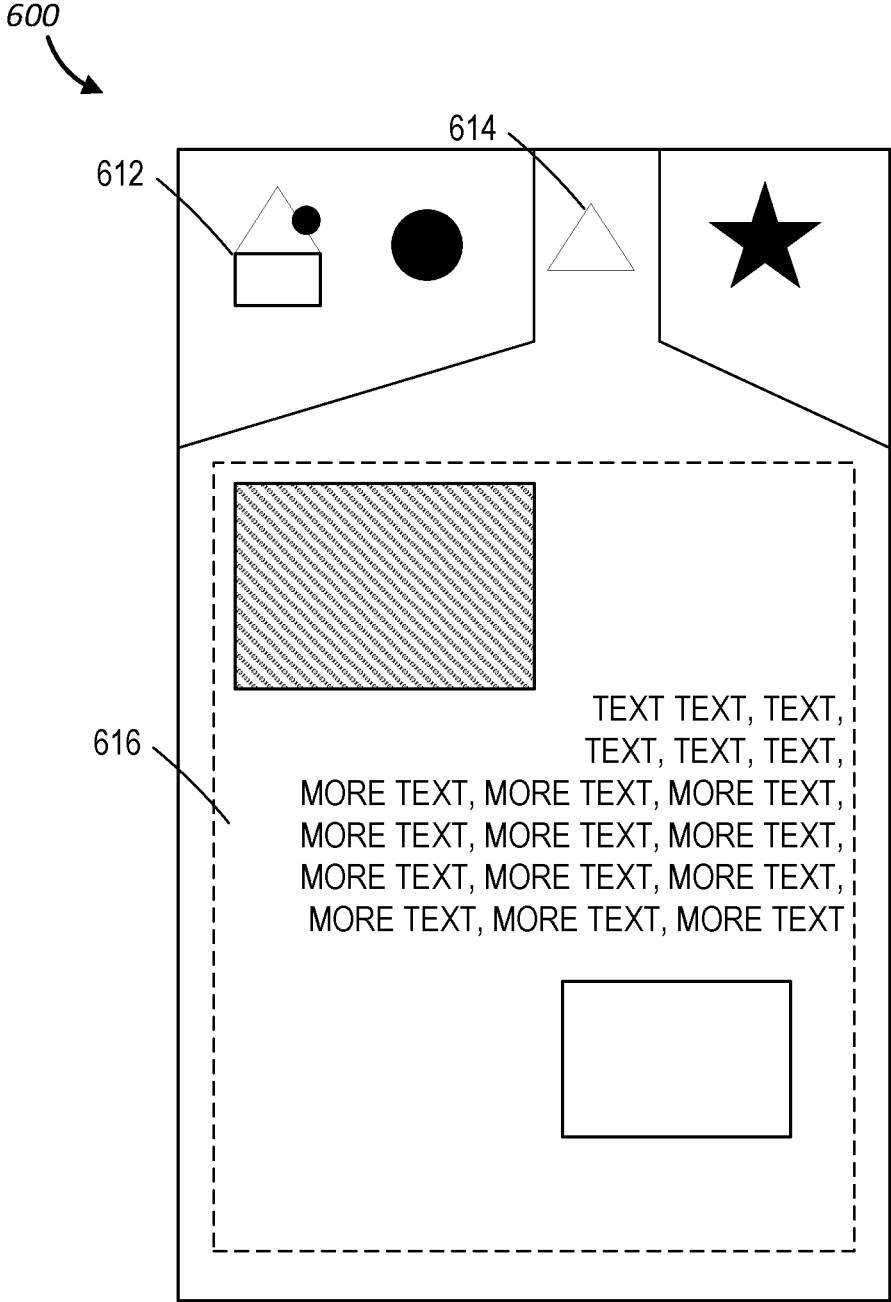 600
614
612
TEXT TEXT, TEXT,
TEXT, TEXT, TEXT,
616
MORE TEXT, MORE TEXT, MORE TEXT,
MORE TEXT, MORE TEXT, MORE TEXT,
MORE TEXT, MORE TEXT, MORE TEXT,
MORE TEXT, MORE TEXT, MORE TEXT